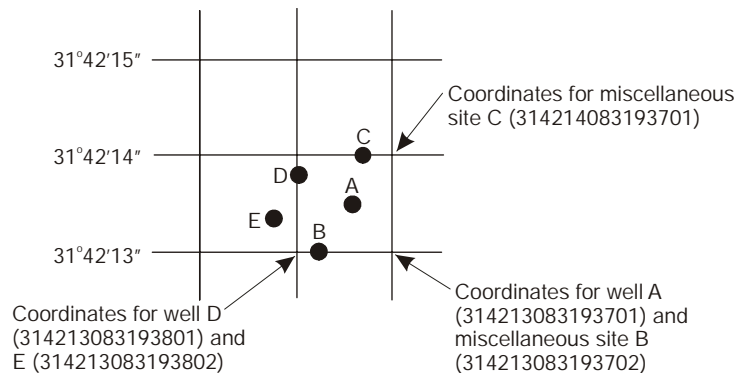 31°42′15″
Coordinates for miscellaneous
site C (314214083193701)
C
31°42′14″
D
A
E
B
31°42′13″
Coordinates for well D
(314213083193801) and
E (314213083193802)
Coordinates for well A
(314213083193701) and
miscellaneous site B
(314213083193702)